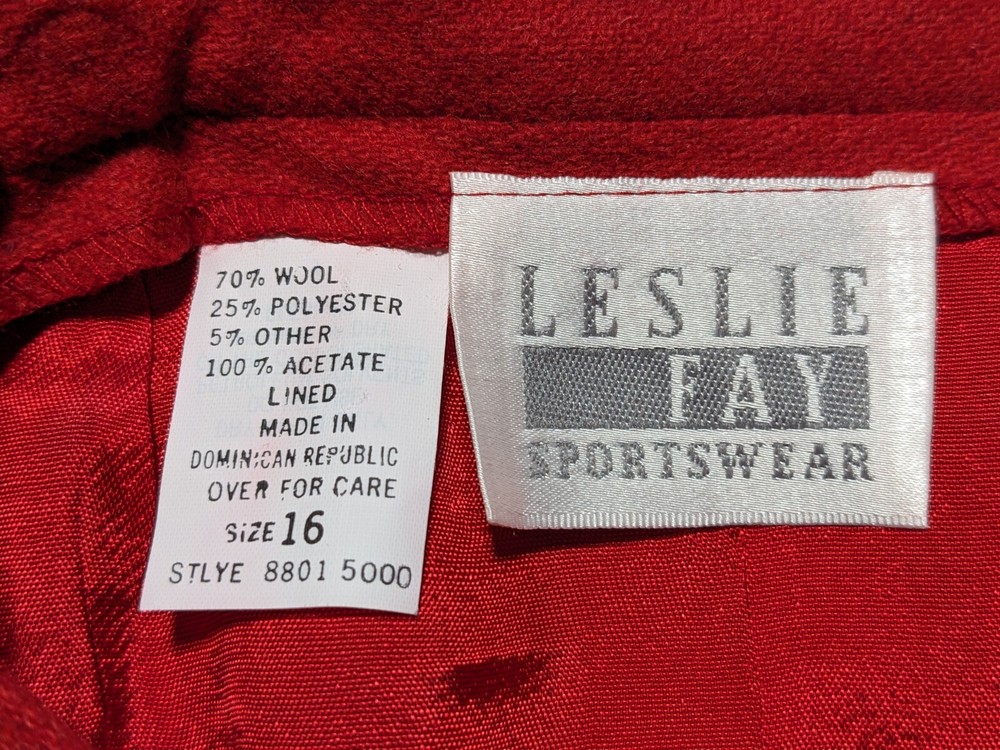 70% WOOL
25% POLYESTER
5% OTHER
100% ACETATE
LINED
MADE IN
DOMINICAN REPUBLIC
OVER FOR CARE
SiZE 16
STLYE 8801 5000
LESLIE
FAY
SPORTSWEAR